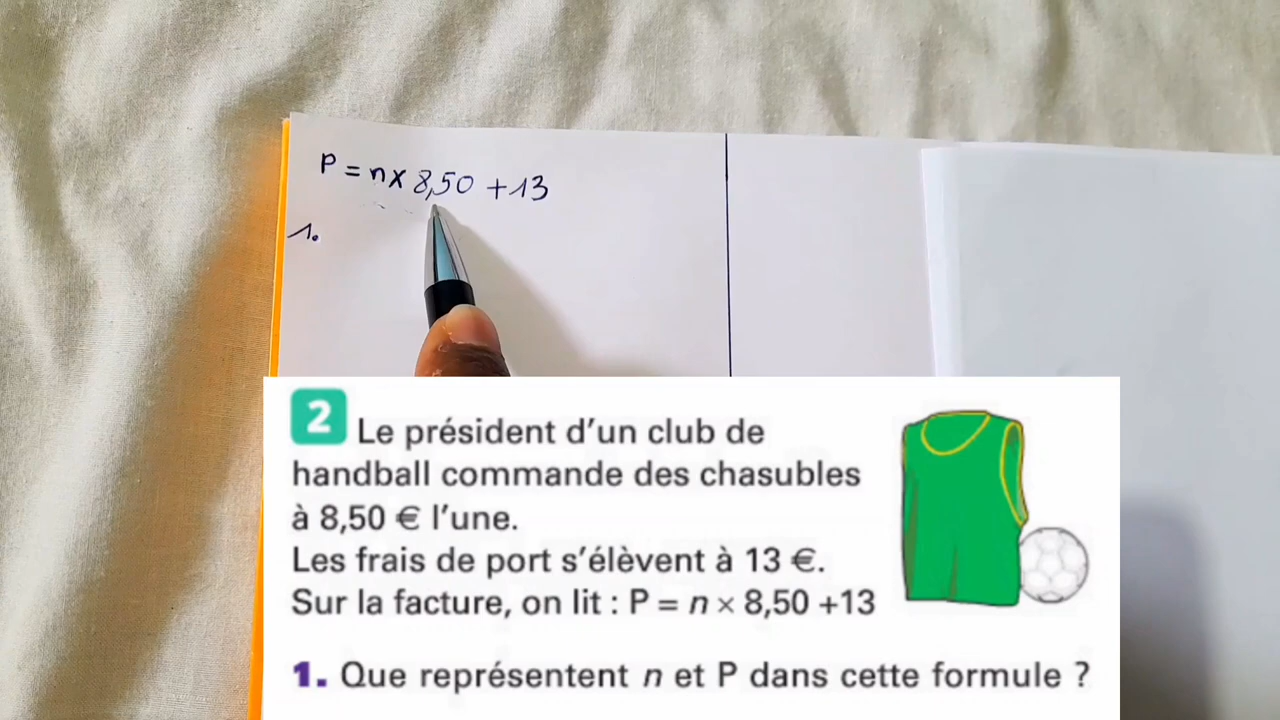 P = n × 8,50 + 13
1.
2 Le président d'un club de
handball commande des chasubles
à 8,50 € l'une.
Les frais de port s'élèvent à 13 €.
Sur la facture, on lit : P = n × 8,50 +13
1. Que représentent n et P dans cette formule ?